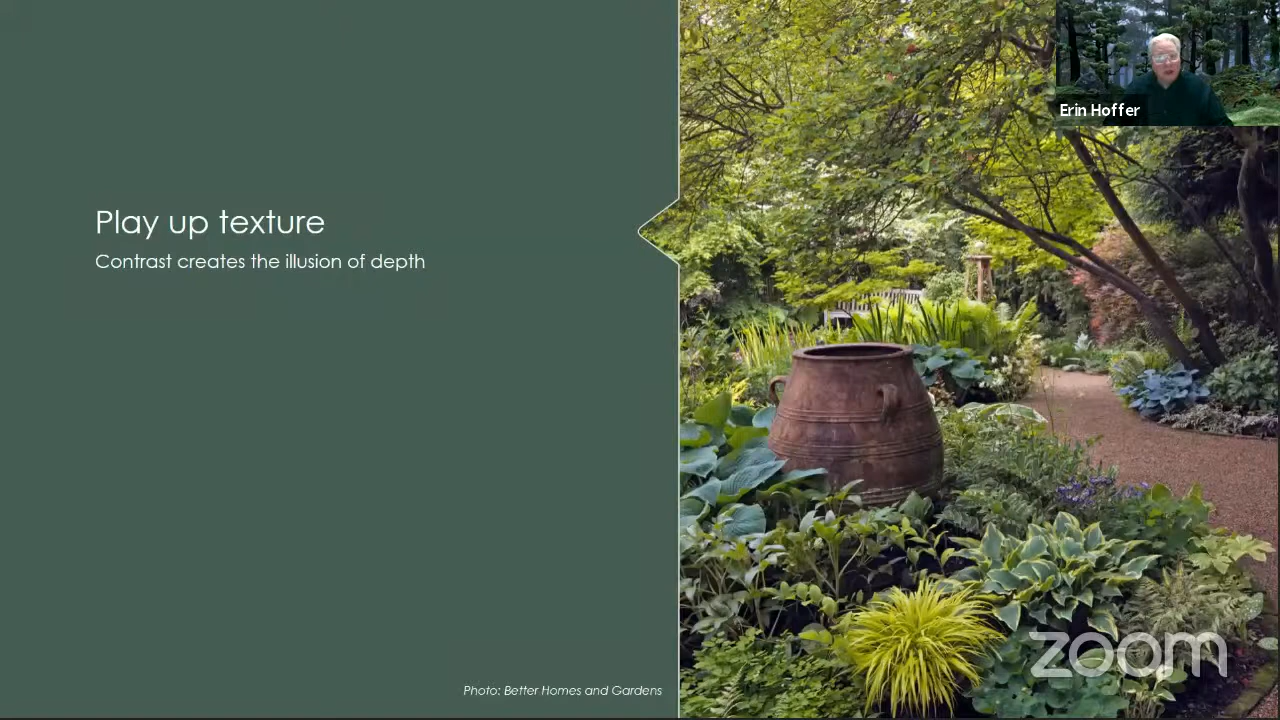 Erin Hoffer
Play up texture
Contrast creates the illusion of depth
zoom
Photo: Better Homes and Gardens